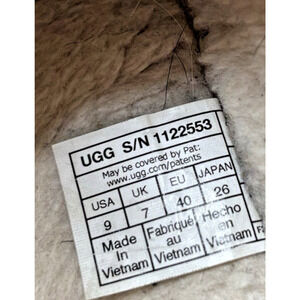 UGG S/N 1122553
May be covered by Pat:
www.ugg.com/patents
USA UK EU JAPAN
9 7 40 26
Made Fabriqué Hecho
in au en
Vietnam Vietnam Vietnam